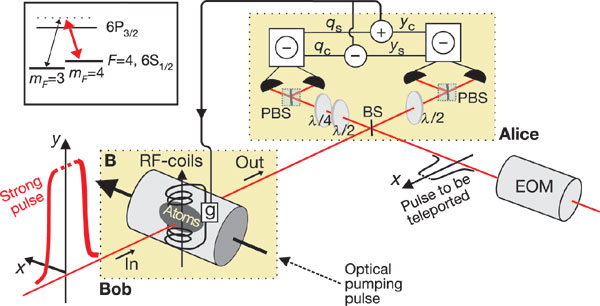 6P3/2
F=4, 6S1/2
mF=3
mF=4
qs
yc
+
−
qc
−
ys
−
PBS
λ/4
λ/2
BS
λ/2
PBS
Alice
y
Strong
pulse
x
B
RF-coils
Out
Atoms
g
In
Bob
x
Pulse to be
teleported
EOM
Optical
pumping
pulse